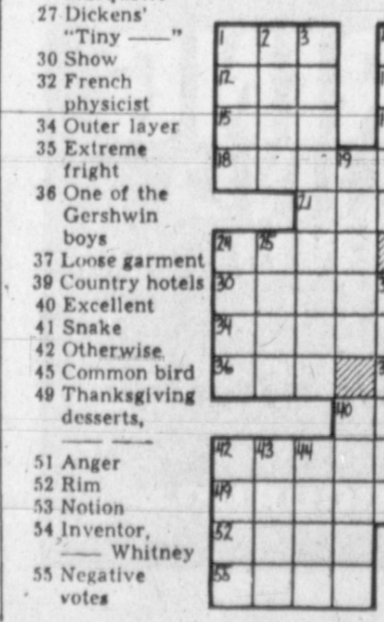 27 Dickens'
"Tiny ——"
30 Show
32 French
physicist
34 Outer layer
35 Extreme
fright
36 One of the
Gershwin
boys
37 Loose garment
39 Country hotels
40 Excellent
41 Snake
42 Otherwise
45 Common bird
49 Thanksgiving
desserts,
—— ——
51 Anger
52 Rim
53 Notion
54 Inventor,
—— Whitney
55 Negative
votes
1 2 3
12
15
18 19
21
24 25
30
34
36
40
42 43 44
49
52
55